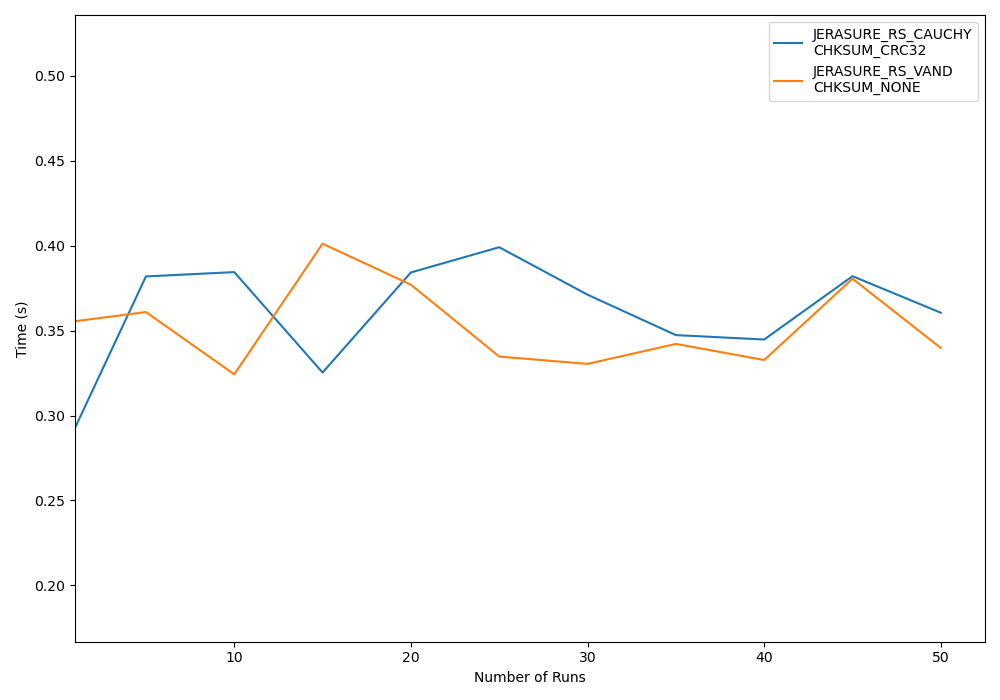 JERASURE_RS_CAUCHY
CHKSUM_CRC32
JERASURE_RS_VAND
CHKSUM_NONE
0.50
0.45
0.40
0.35
0.30
0.25
0.20
Time (s)
10 20 30 40 50
Number of Runs